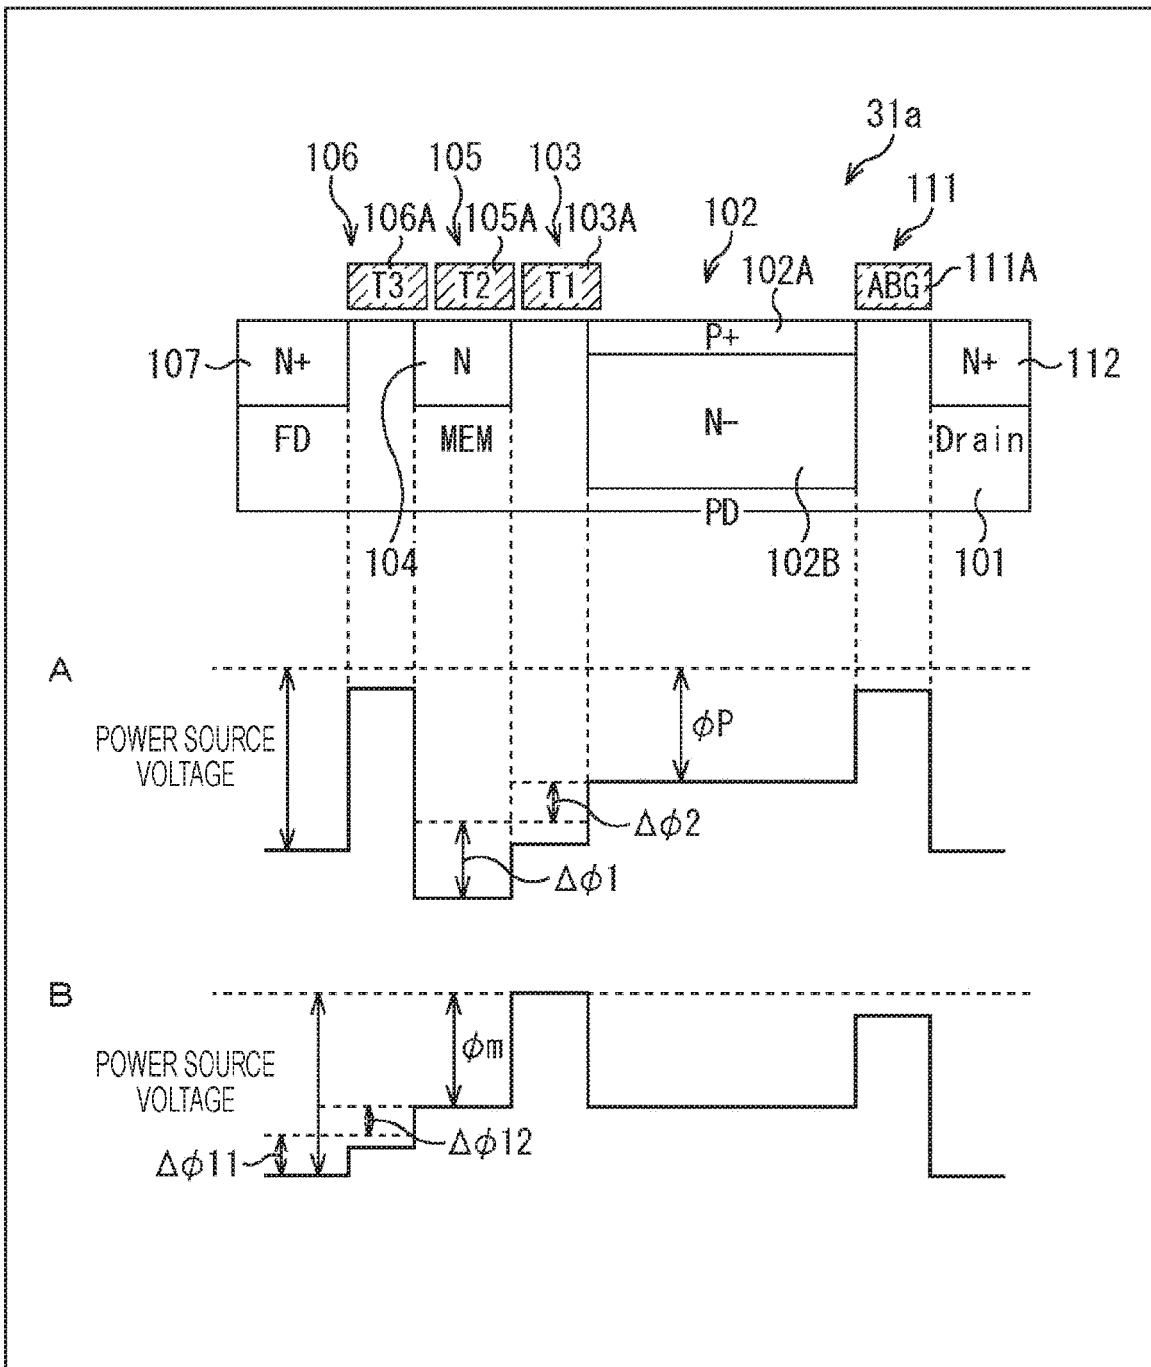 31a
106 105 103 111
102
106A 105A 103A
102A
T3 T2 T1 ABG 111A
P+
107 N+ N N+ 112
N-
FD MEM Drain
PD
104 102B 101
A
ϕP
POWER SOURCE
VOLTAGE
Δϕ2
Δϕ1
B
ϕm
POWER SOURCE
VOLTAGE
Δϕ12
Δϕ11